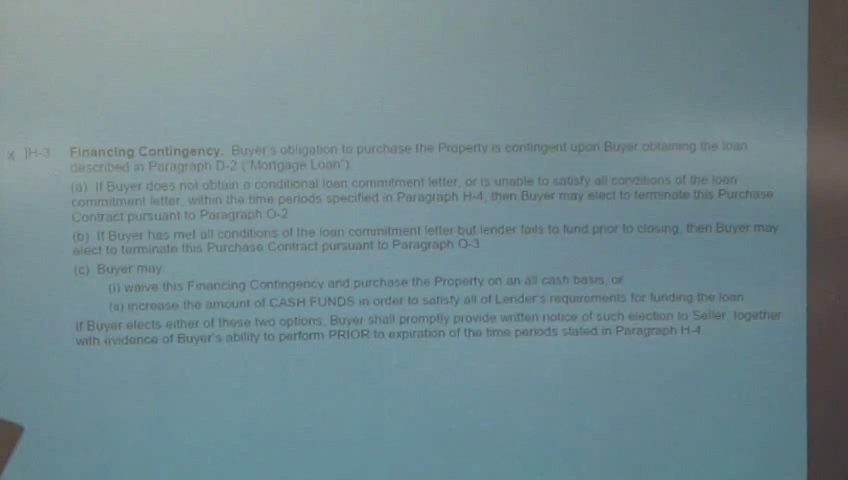 x ]H-3 Financing Contingency. Buyer's obligation to purchase the Property is contingent upon Buyer obtaining the loan
described in Paragraph D-2 ("Mortgage Loan").
(a) If Buyer does not obtain a conditional loan commitment letter, or is unable to satisfy all conditions of the loan
commitment letter, within the time periods specified in Paragraph H-4, then Buyer may elect to terminate this Purchase
Contract pursuant to Paragraph O-2
(b) If Buyer has met all conditions of the loan commitment letter but lender fails to fund prior to closing, then Buyer may
elect to terminate this Purchase Contract pursuant to Paragraph O-3
(c) Buyer may:
(i) waive this Financing Contingency and purchase the Property on an all cash basis, or
(ii) increase the amount of CASH FUNDS in order to satisfy all of Lender's requirements for funding the loan
If Buyer elects either of these two options, Buyer shall promptly provide written notice of such election to Seller, together
with evidence of Buyer's ability to perform PRIOR to expiration of the time periods stated in Paragraph H-4